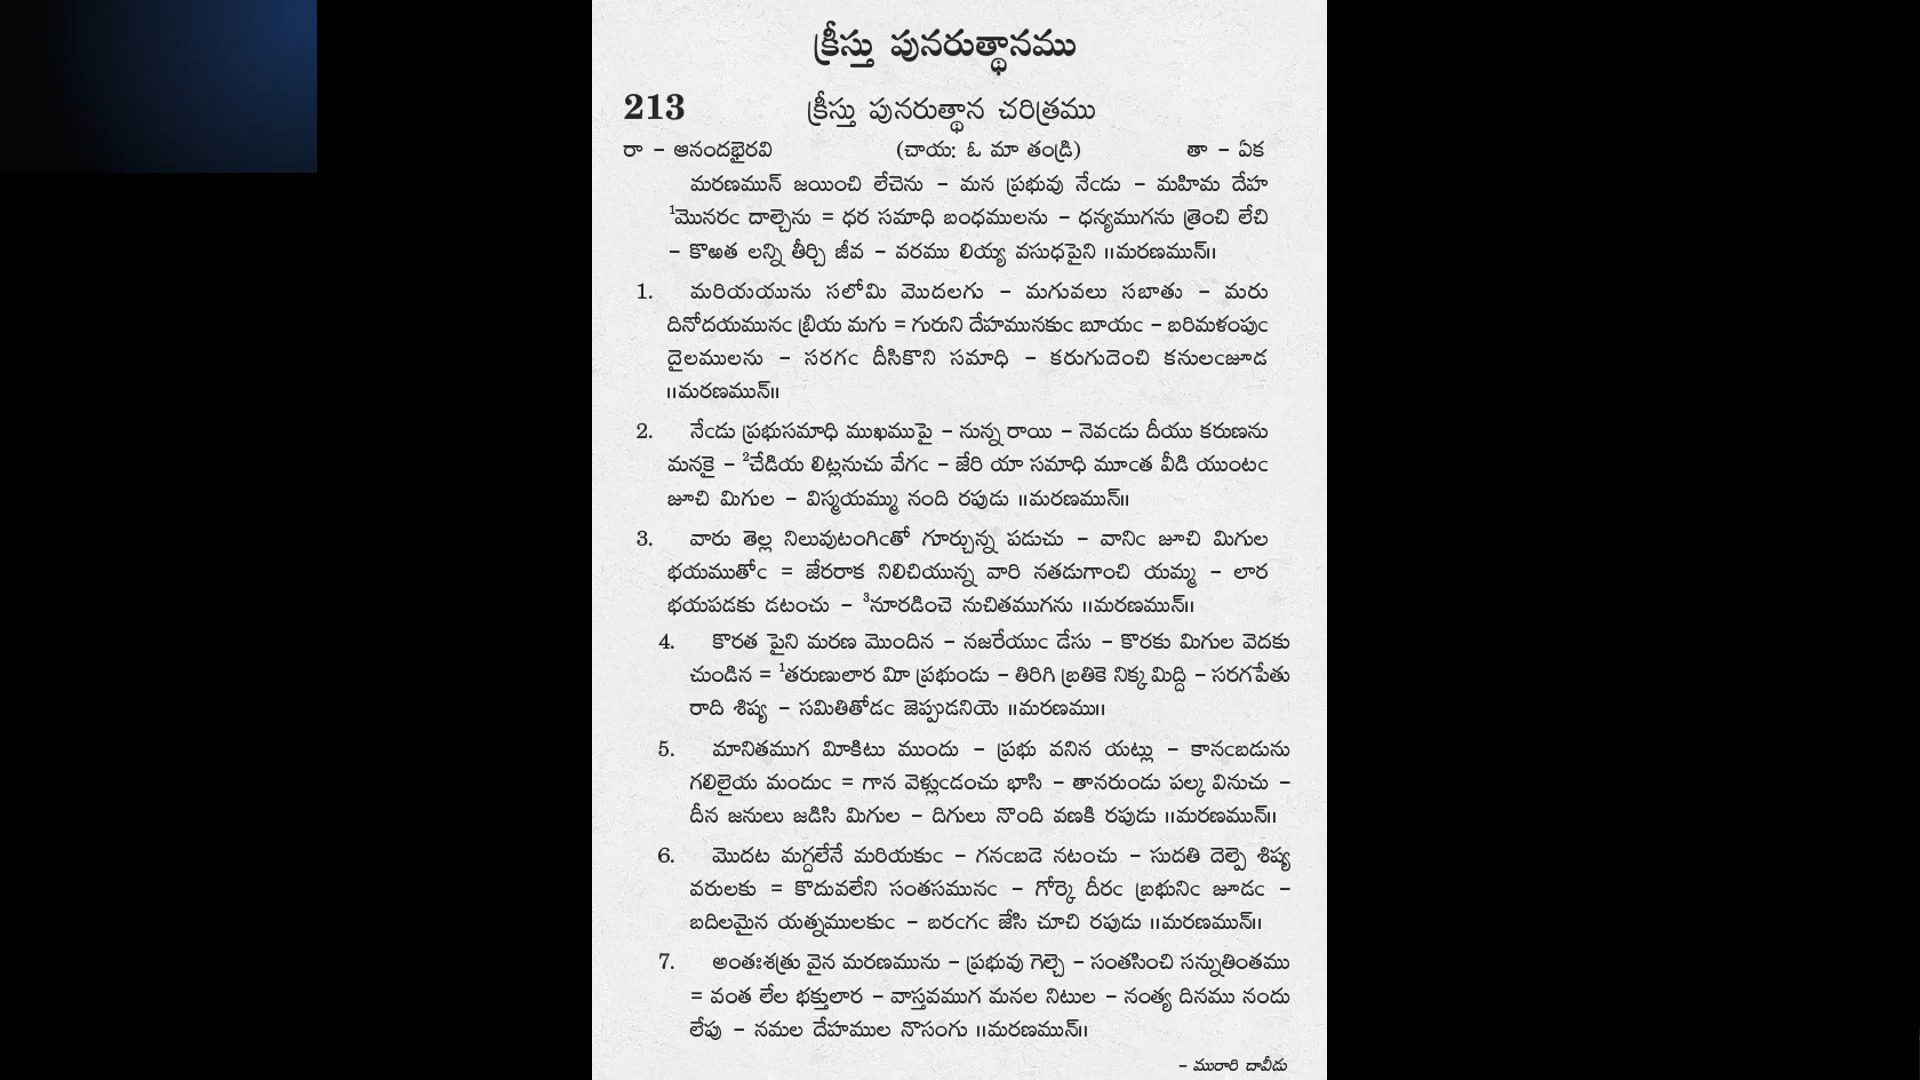 క్రీస్తు పునరుత్థానము
213 క్రీస్తు పునరుత్థాన చరిత్రము
రా – ఆనందభైరవి (చాయ: ఓ మా తండ్రి) తా – ఏక
మరణమున్ జయించి లేచెను – మన ప్రభువు నేఁడు – మహిమ దేహ
¹మొనరఁ దాల్చెను = ధర సమాధి బంధములను – ధన్యముగను త్రెంచి లేచి
– కొఱత లన్ని తీర్చి జీవ – వరము లియ్య వసుధపైని ॥మరణమున్॥
1. మరియయును సలోమి మొదలగు – మగువలు సబాతు – మరు
దినోదయమునఁ బ్రియ మగు = గురుని దేహమునకుఁ బూయఁ – బరిమళంపుఁ
దైలములను – సరగఁ దీసికొని సమాధి – కరుగుదెంచి కనులఁజూడ
॥మరణమున్॥
2. నేఁడు ప్రభుసమాధి ముఖముపై – నున్న రాయి – నెవఁడు దీయు కరుణను
మనకై – ²చేడియ లిట్లనుచు వేగఁ – జేరి యా సమాధి మూఁత వీడి యుంటఁ
జూచి మిగుల – విస్మయమ్ము నంది రపుడు ॥మరణమున్॥
3. వారు తెల్ల నిలువుటంగిఁతో గూర్చున్న పడుచు – వానిఁ జూచి మిగుల
భయముతోఁ = జేరరాక నిలిచియున్న వారి నతడుగాంచి యమ్మ – లార
భయపడకు డటంచు – ³నూరడించె నుచితముగను ॥మరణమున్॥
4. కొరత పైని మరణ మొందిన – నజరేయుఁ డేసు – కొరకు మిగుల వెదకు
చుండిన = ¹తరుణులార మీ ప్రభుండు – తిరిగి బ్రతికె నిక్కమిద్ది – సరగపేతు
రాది శిష్య – సమితితోడఁ జెప్పుడనియె ॥మరణము॥
5. మానితముగ మీకిటు ముందు – ప్రభు వనిన యట్లు – కానఁబడును
గలిలైయ మందుఁ = గాన వెళ్లుఁడంచు భాసి – తానరుండు పల్క వినుచు –
దీన జనులు జడిసి మిగుల – దిగులు నొంది వణకి రపుడు ॥మరణమున్॥
6. మొదట మగ్దలేనే మరియకుఁ – గనఁబడె నటంచు – సుదతి దెల్పె శిష్య
వరులకు = కొదువలేని సంతసమునఁ – గోర్కె దీరఁ బ్రభునిఁ జూడఁ –
బదిలమైన యత్నములకుఁ – బరఁగఁ జేసి చూచి రపుడు ॥మరణమున్॥
7. అంతఃశత్రు వైన మరణమును – ప్రభువు గెల్చె – సంతసించి సన్నుతింతము
= వంత లేల భక్తులార – వాస్తవముగ మనల నిటుల – నంత్య దినము నందు
లేపు – నమల దేహముల నొసంగు ॥మరణమున్॥
– మురారి దావీదు